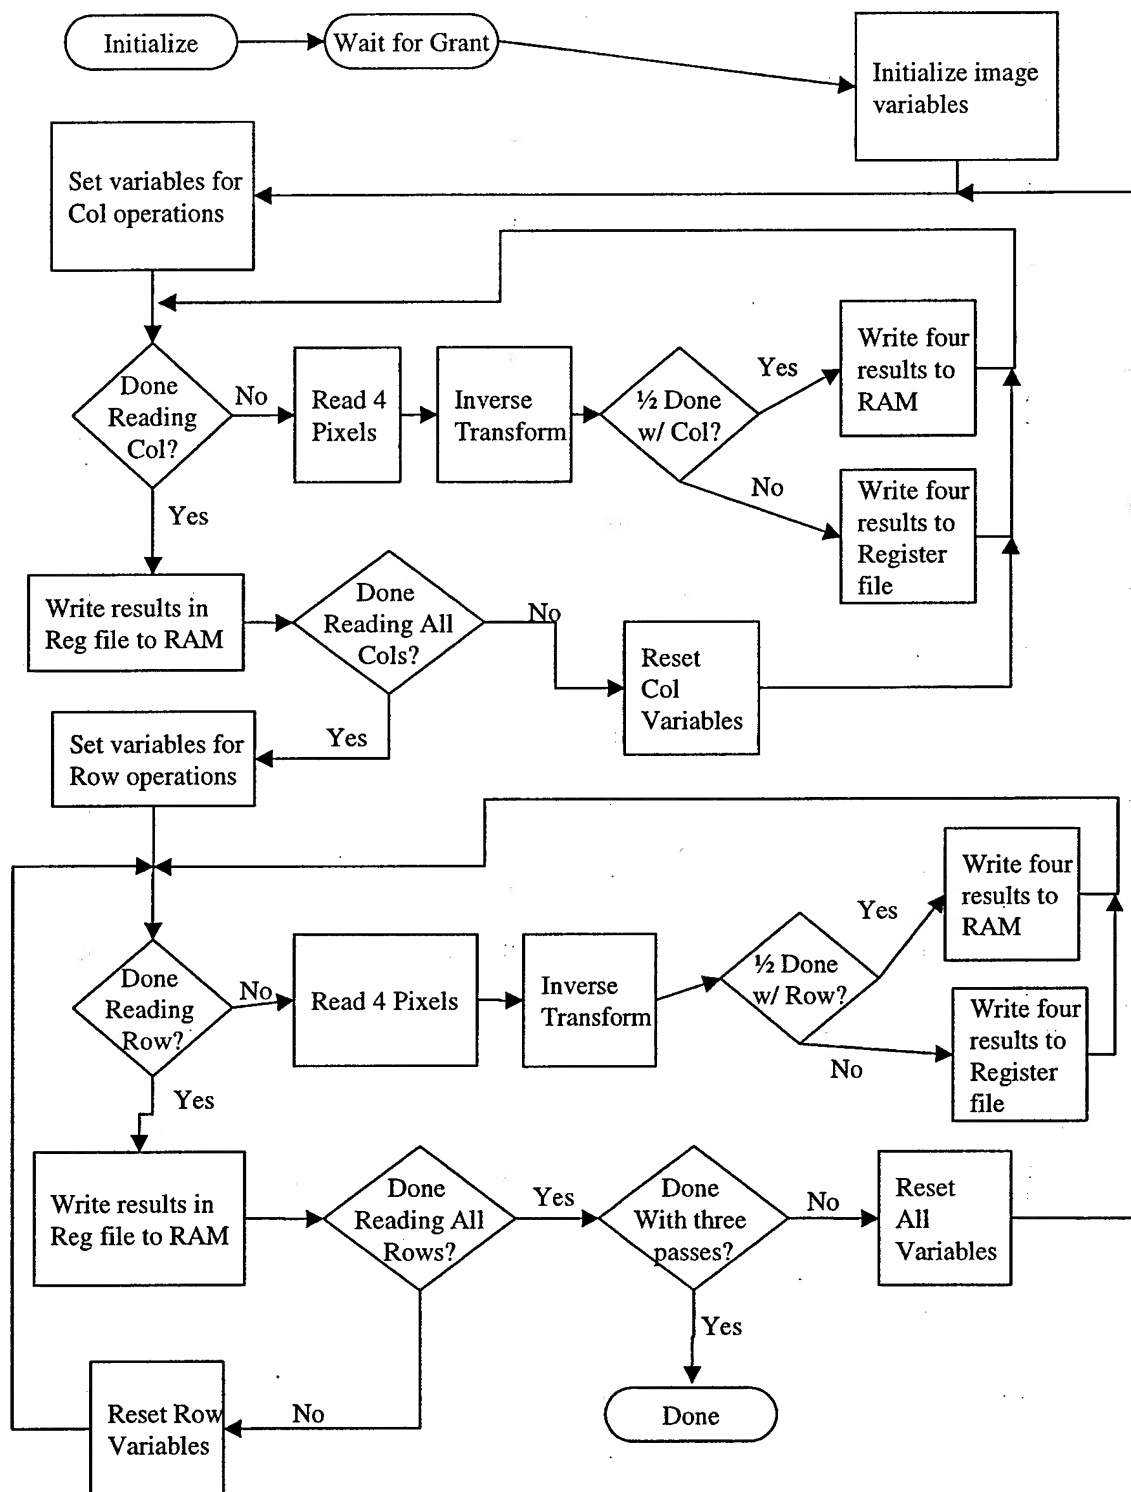 Initialize
Wait for Grant
Initialize image
variables
Set variables for
Col operations
Done
Reading
Col?
No
Read 4
Pixels
Inverse
Transform
½ Done
w/ Col?
Yes
Write four
results to
RAM
No
Write four
results to
Register
file
Yes
Write results in
Reg file to RAM
Done
Reading All
Cols?
No
Reset
Col
Variables
Yes
Set variables for
Row operations
Done
Reading
Row?
No
Read 4 Pixels
Inverse
Transform
½ Done
w/ Row?
Yes
Write four
results to
RAM
No
Write four
results to
Register
file
Yes
Write results in
Reg file to RAM
Done
Reading All
Rows?
Yes
Done
With three
passes?
No
Reset
All
Variables
Yes
Done
No
Reset Row
Variables